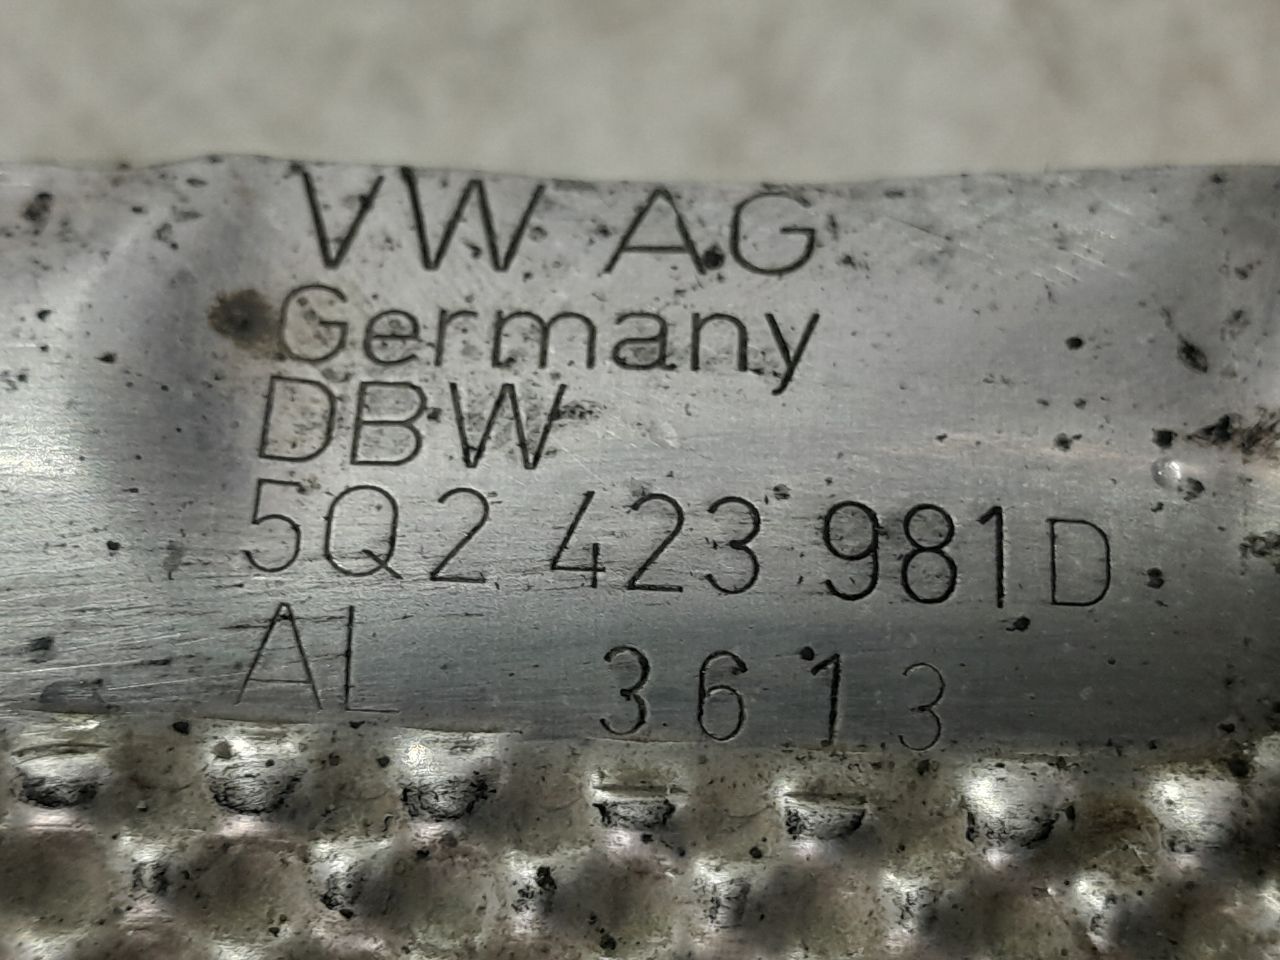 VW AG
Germany
DBW
5Q2 423 981D
AL 3613